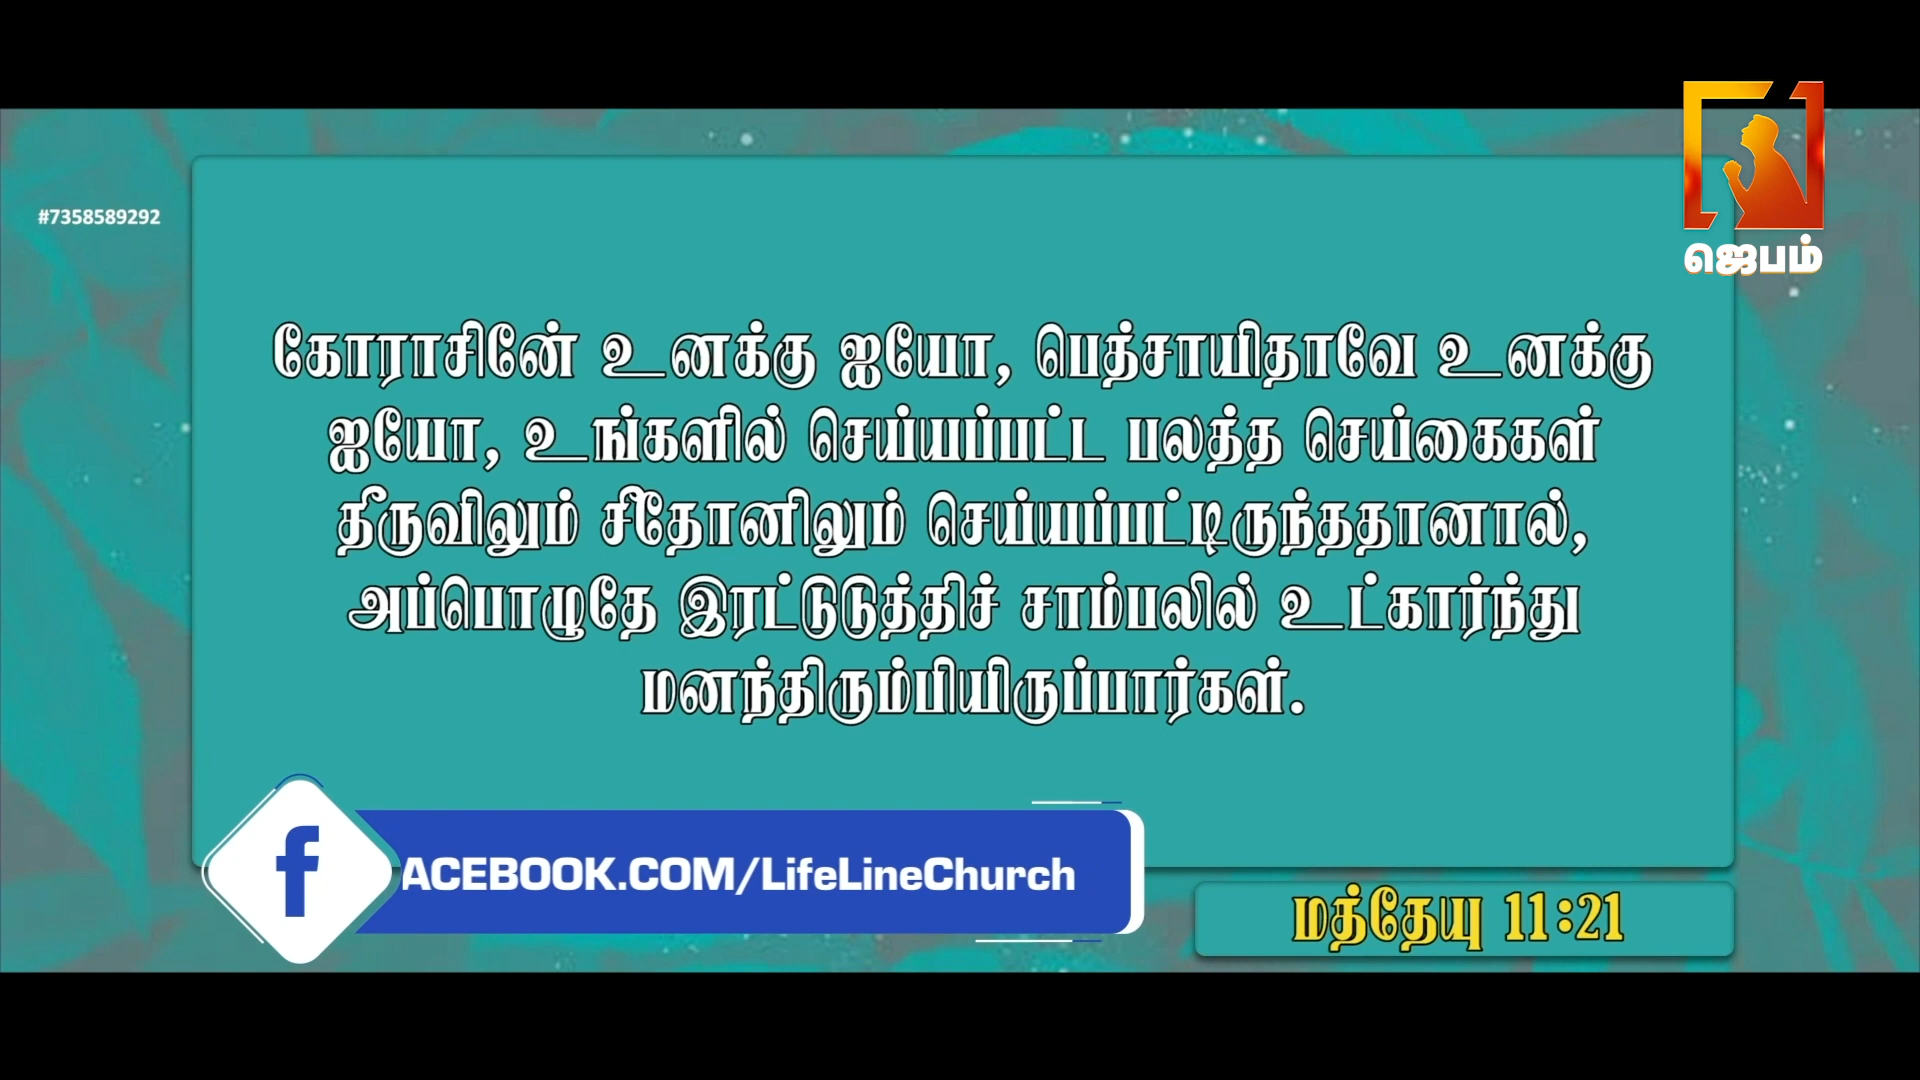 #7358589292
ஜெபம்
கோராசினே் உனக்கு ஐயோ, பெத்சாயிதாவே உனக்கு
ஐயோ, உங்களில் செய்யப்பட்ட பலத்த செய்கைகள்
தீருவிலும் சீதோனிலும் செய்யப்பட்டிருந்ததானால்,
அப்பொழுதே இரட்டுடுத்திச் சாம்பலில் உட்கார்ந்து
மனந்திரும்பியிருப்பார்கள்.
fACEBOOK.COM/LifeLineChurch
மத்தேயு 11:21